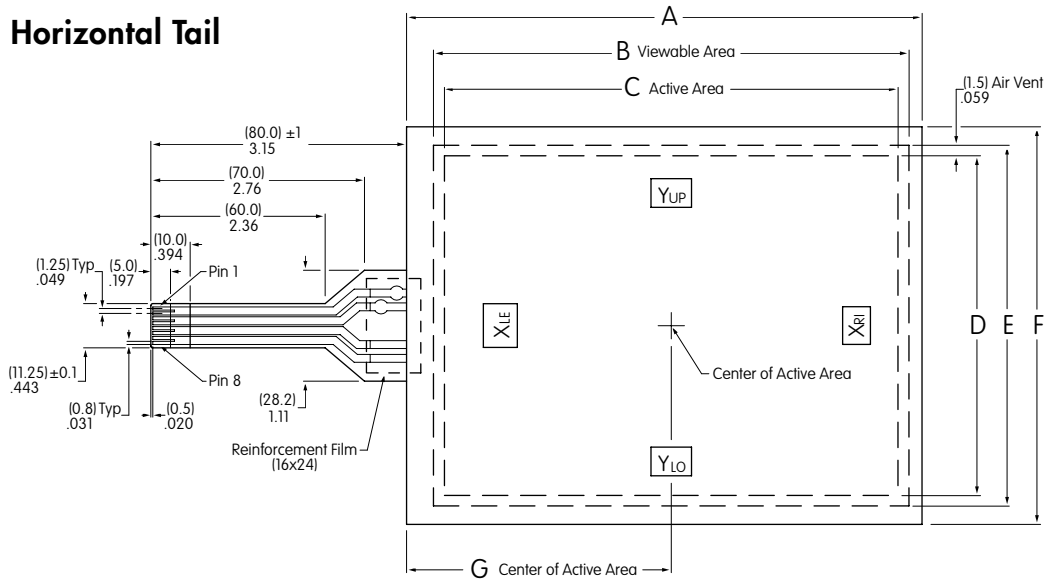 Horizontal Tail
A
B Viewable Area
C Active Area
(1.5) Air Vent
.059
(80.0) ±1
3.15
(70.0)
2.76
(60.0)
2.36
(10.0)
.394
(1.25) Typ
.049
(5.0)
.197
Pin 1
YUP
XLE
XRI
D
E
F
Center of Active Area
(11.25)±0.1
.443
Pin 8
(0.8) Typ
.031
(0.5)
.020
(28.2)
1.11
Reinforcement Film
(16x24)
YLO
G Center of Active Area